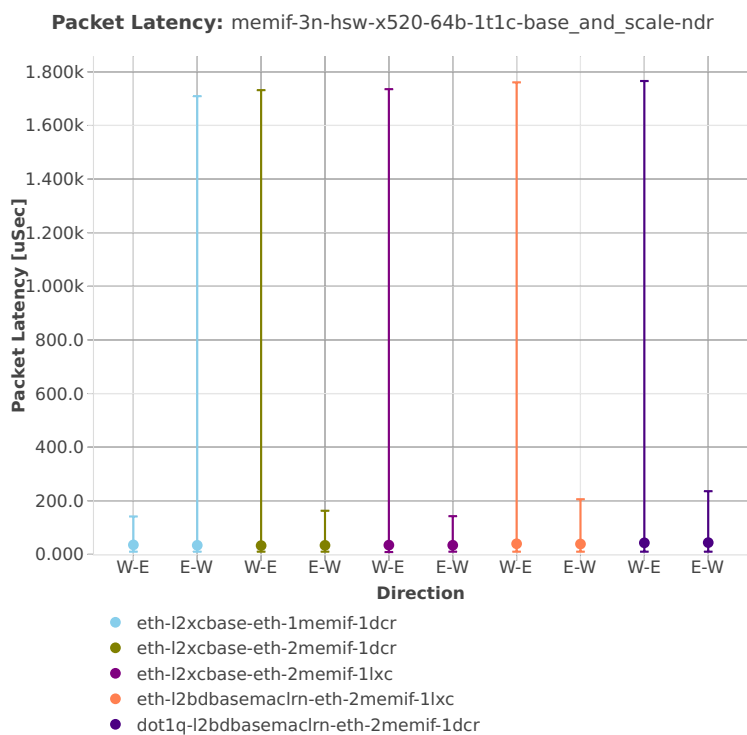 Packet Latency: memif-3n-hsw-x520-64b-1t1c-base_and_scale-ndr
1.800k
1.600k
1.400k
1.200k
1.000k
800.0
600.0
400.0
200.0
0.000
Packet Latency [uSec]
W-E E-W W-E E-W W-E E-W W-E E-W W-E E-W
Direction
eth-l2xcbase-eth-1memif-1dcr
eth-l2xcbase-eth-2memif-1dcr
eth-l2xcbase-eth-2memif-1lxc
eth-l2bdbasemaclrn-eth-2memif-1lxc
dot1q-l2bdbasemaclrn-eth-2memif-1dcr